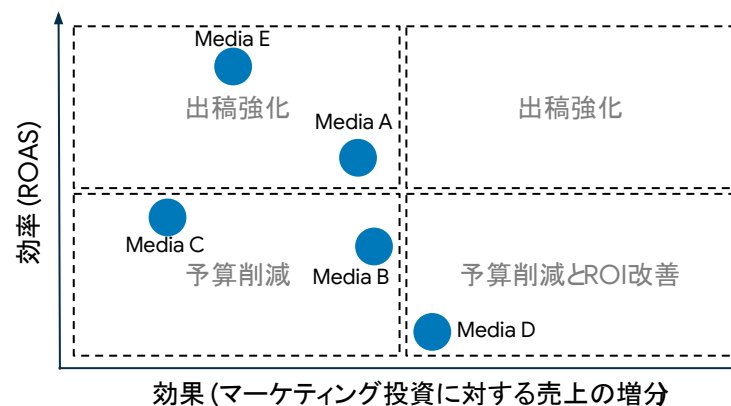 Media E
出稿強化
出稿強化
Media A
効率 (ROAS)
Media C
予算削減
Media B
予算削減とROI改善
Media D
効果 (マーケティング投資に対する売上の増分)